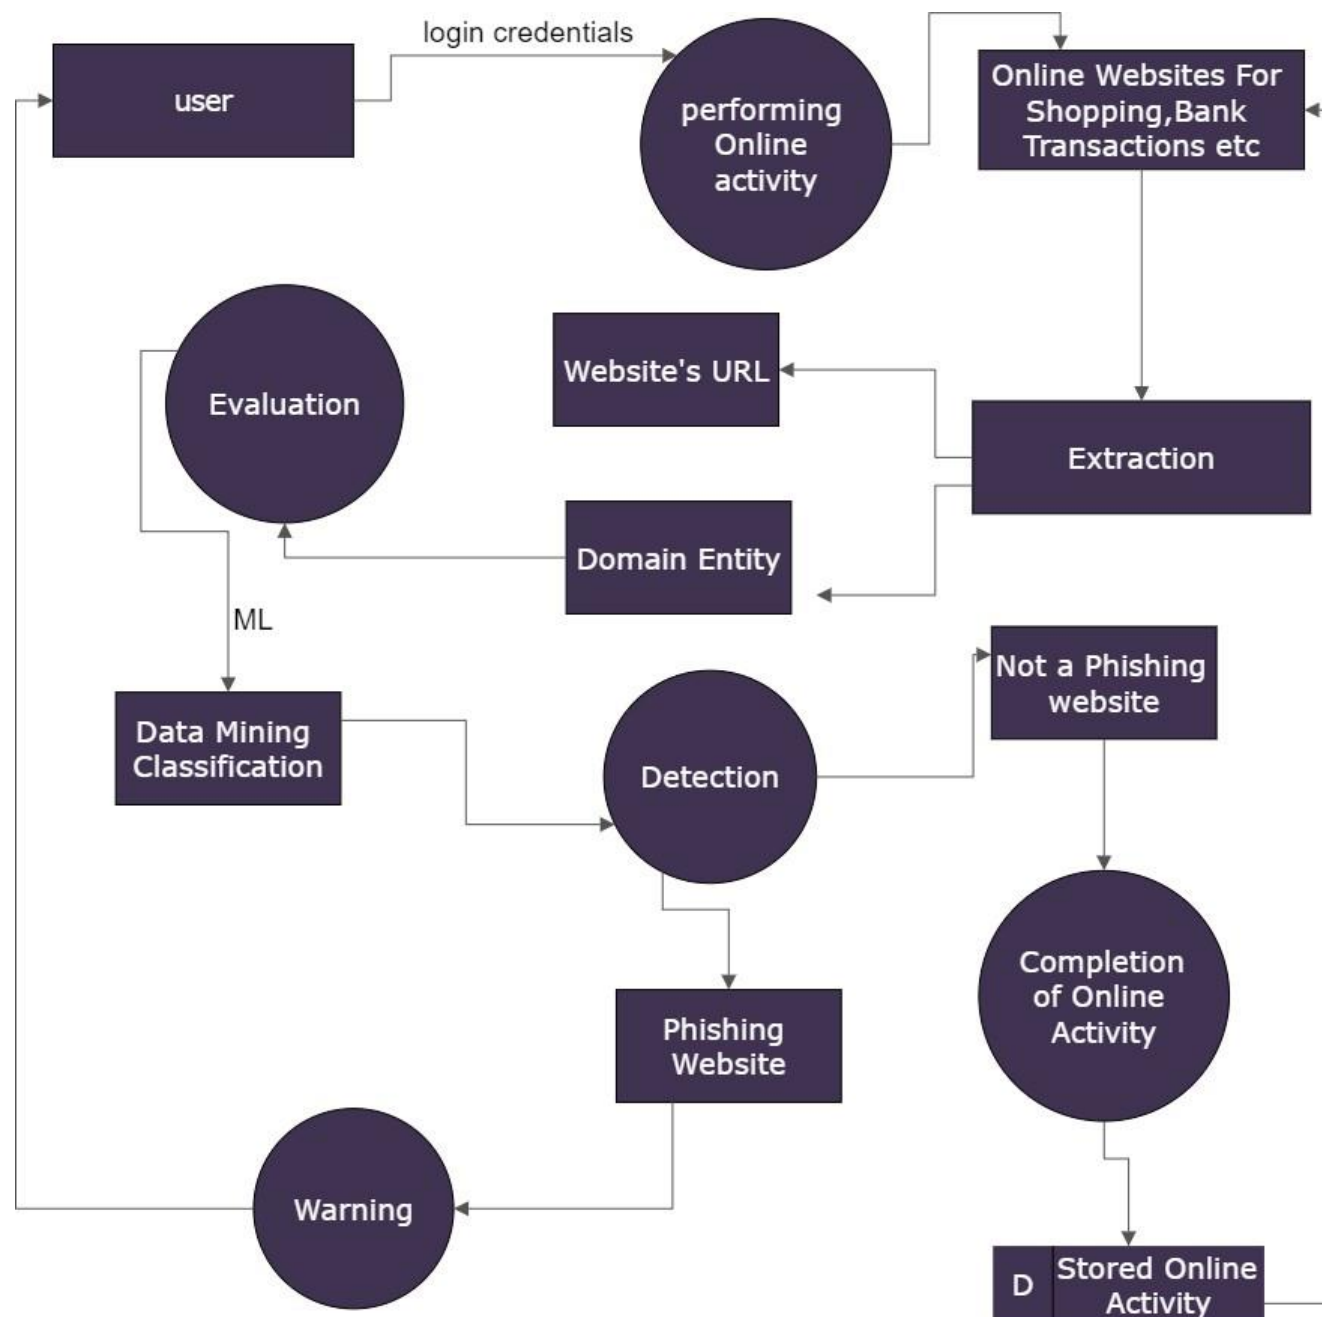 login credentials
user
performing
Online
activity
Online Websites For
Shopping,Bank
Transactions etc
Evaluation
Website's URL
Extraction
Domain Entity
ML
Not a Phishing
website
Data Mining
Classification
Detection
Completion
of Online
Activity
Phishing
Website
Warning
D
Stored Online
Activity